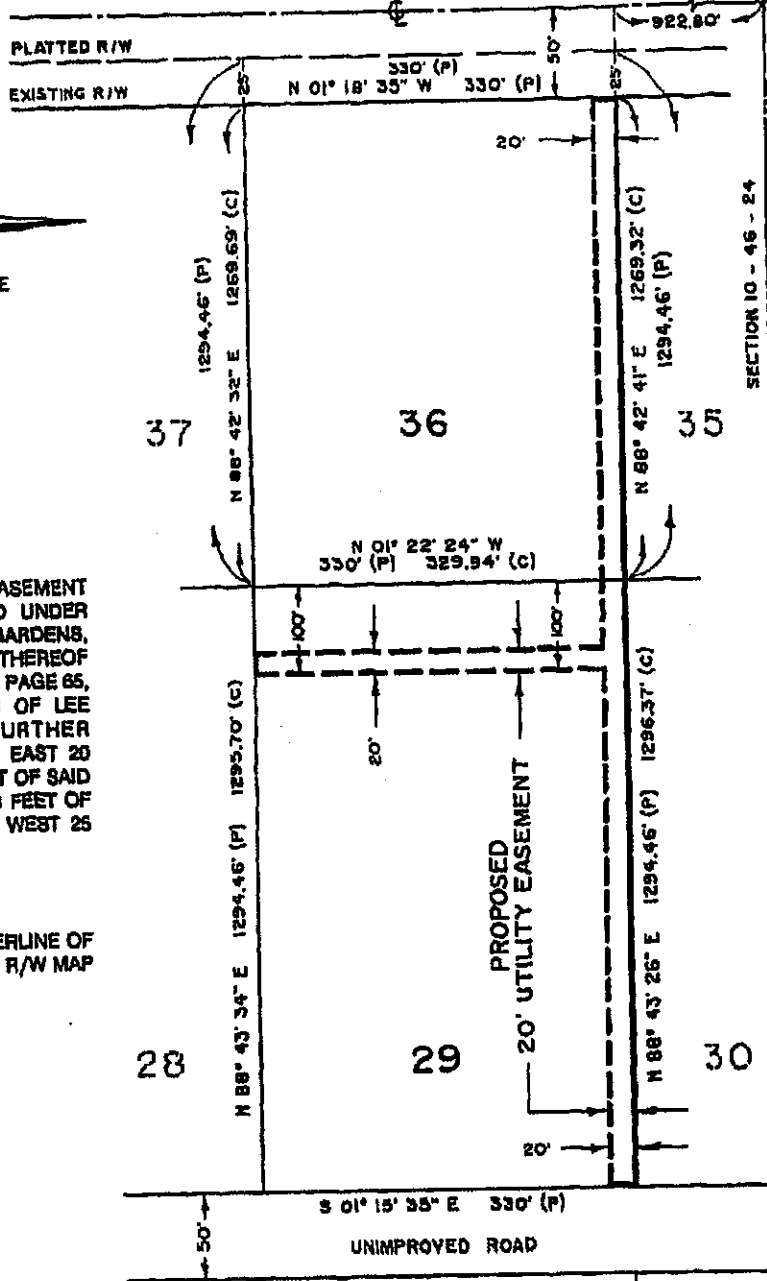 922.80'
PLATTED R/W
50'
330' (P)
25'
25'
EXISTING R/W
N 01° 18' 35" W 330' (P)
20'
SECTION 10 - 46 - 24
1294.46' (P)
1269.69' (C)
N 88° 42' 32" E
1269.32' (C)
N 88° 42' 41" E
1294.46' (P)
E
37
36
35
N 01° 22' 24" W
330' (P) 329.94' (C)
100'
100'
20'
EASEMENT
UNDER
GARDENS,
THEREOF
PAGE 65,
OF LEE
FURTHER
EAST 20
T OF SAID
FEET OF
WEST 25
ERLINE OF
R/W MAP
N 88° 43' 34" E 1294.46' (P) 1295.70' (C)
PROPOSED
20' UTILITY EASEMENT
N 88° 43' 26" E 1294.46' (P) 1296.37' (C)
28
29
30
20'
S 01° 15' 35" E 330' (P)
50'
UNIMPROVED ROAD